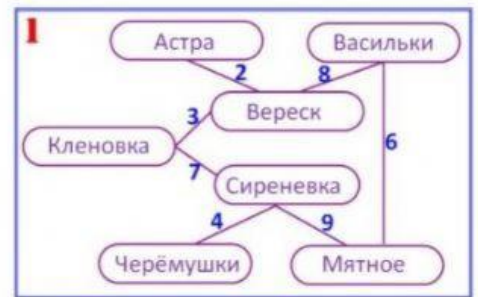 1
Астра Васильки
2 8
3 Вереск
Кленовка 6
7 Сиреневка
4 9
Черёмушки Мятное